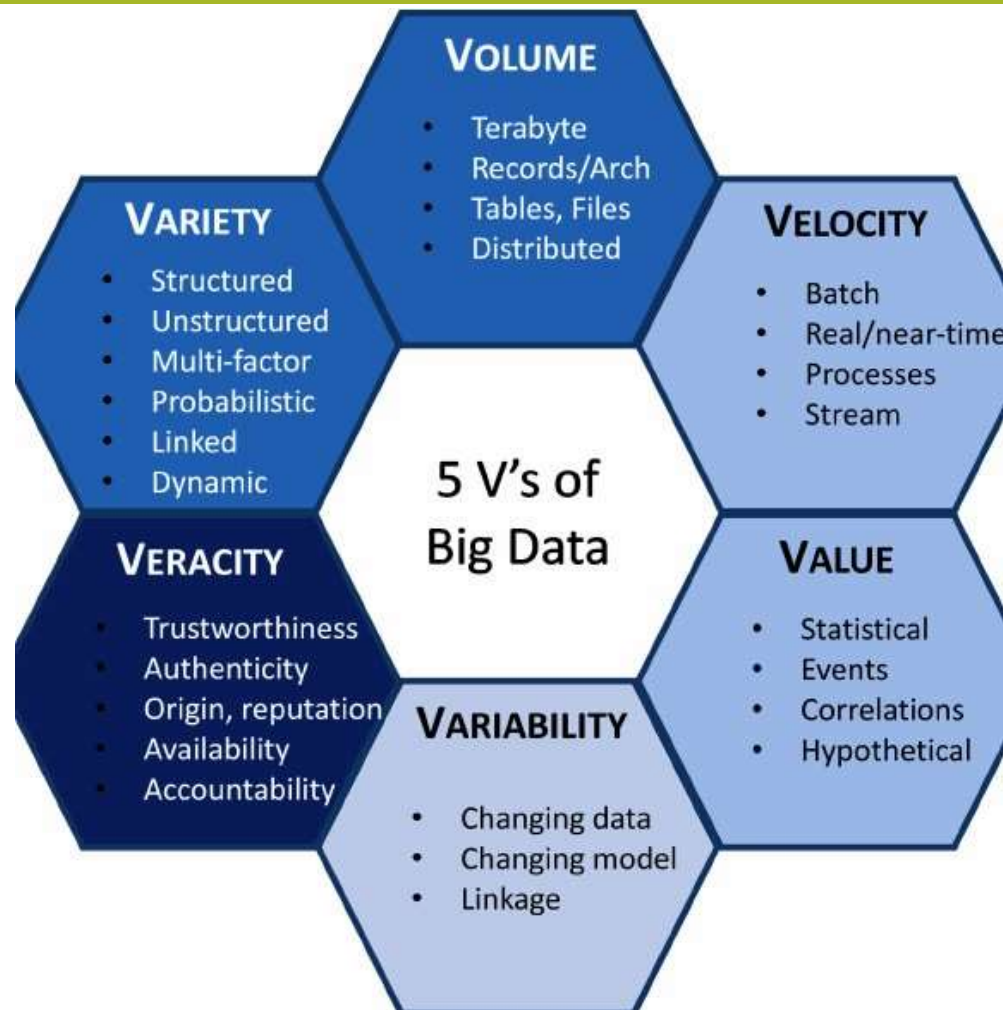 VOLUME
• Terabyte
• Records/Arch
• Tables, Files
• Distributed
VARIETY
• Structured
• Unstructured
• Multi-factor
• Probabilistic
• Linked
• Dynamic
VELOCITY
• Batch
• Real/near-time
• Processes
• Stream
5 V's of
Big Data
VERACITY
• Trustworthiness
• Authenticity
• Origin, reputation
• Availability
• Accountability
VALUE
• Statistical
• Events
• Correlations
• Hypothetical
VARIABILITY
• Changing data
• Changing model
• Linkage